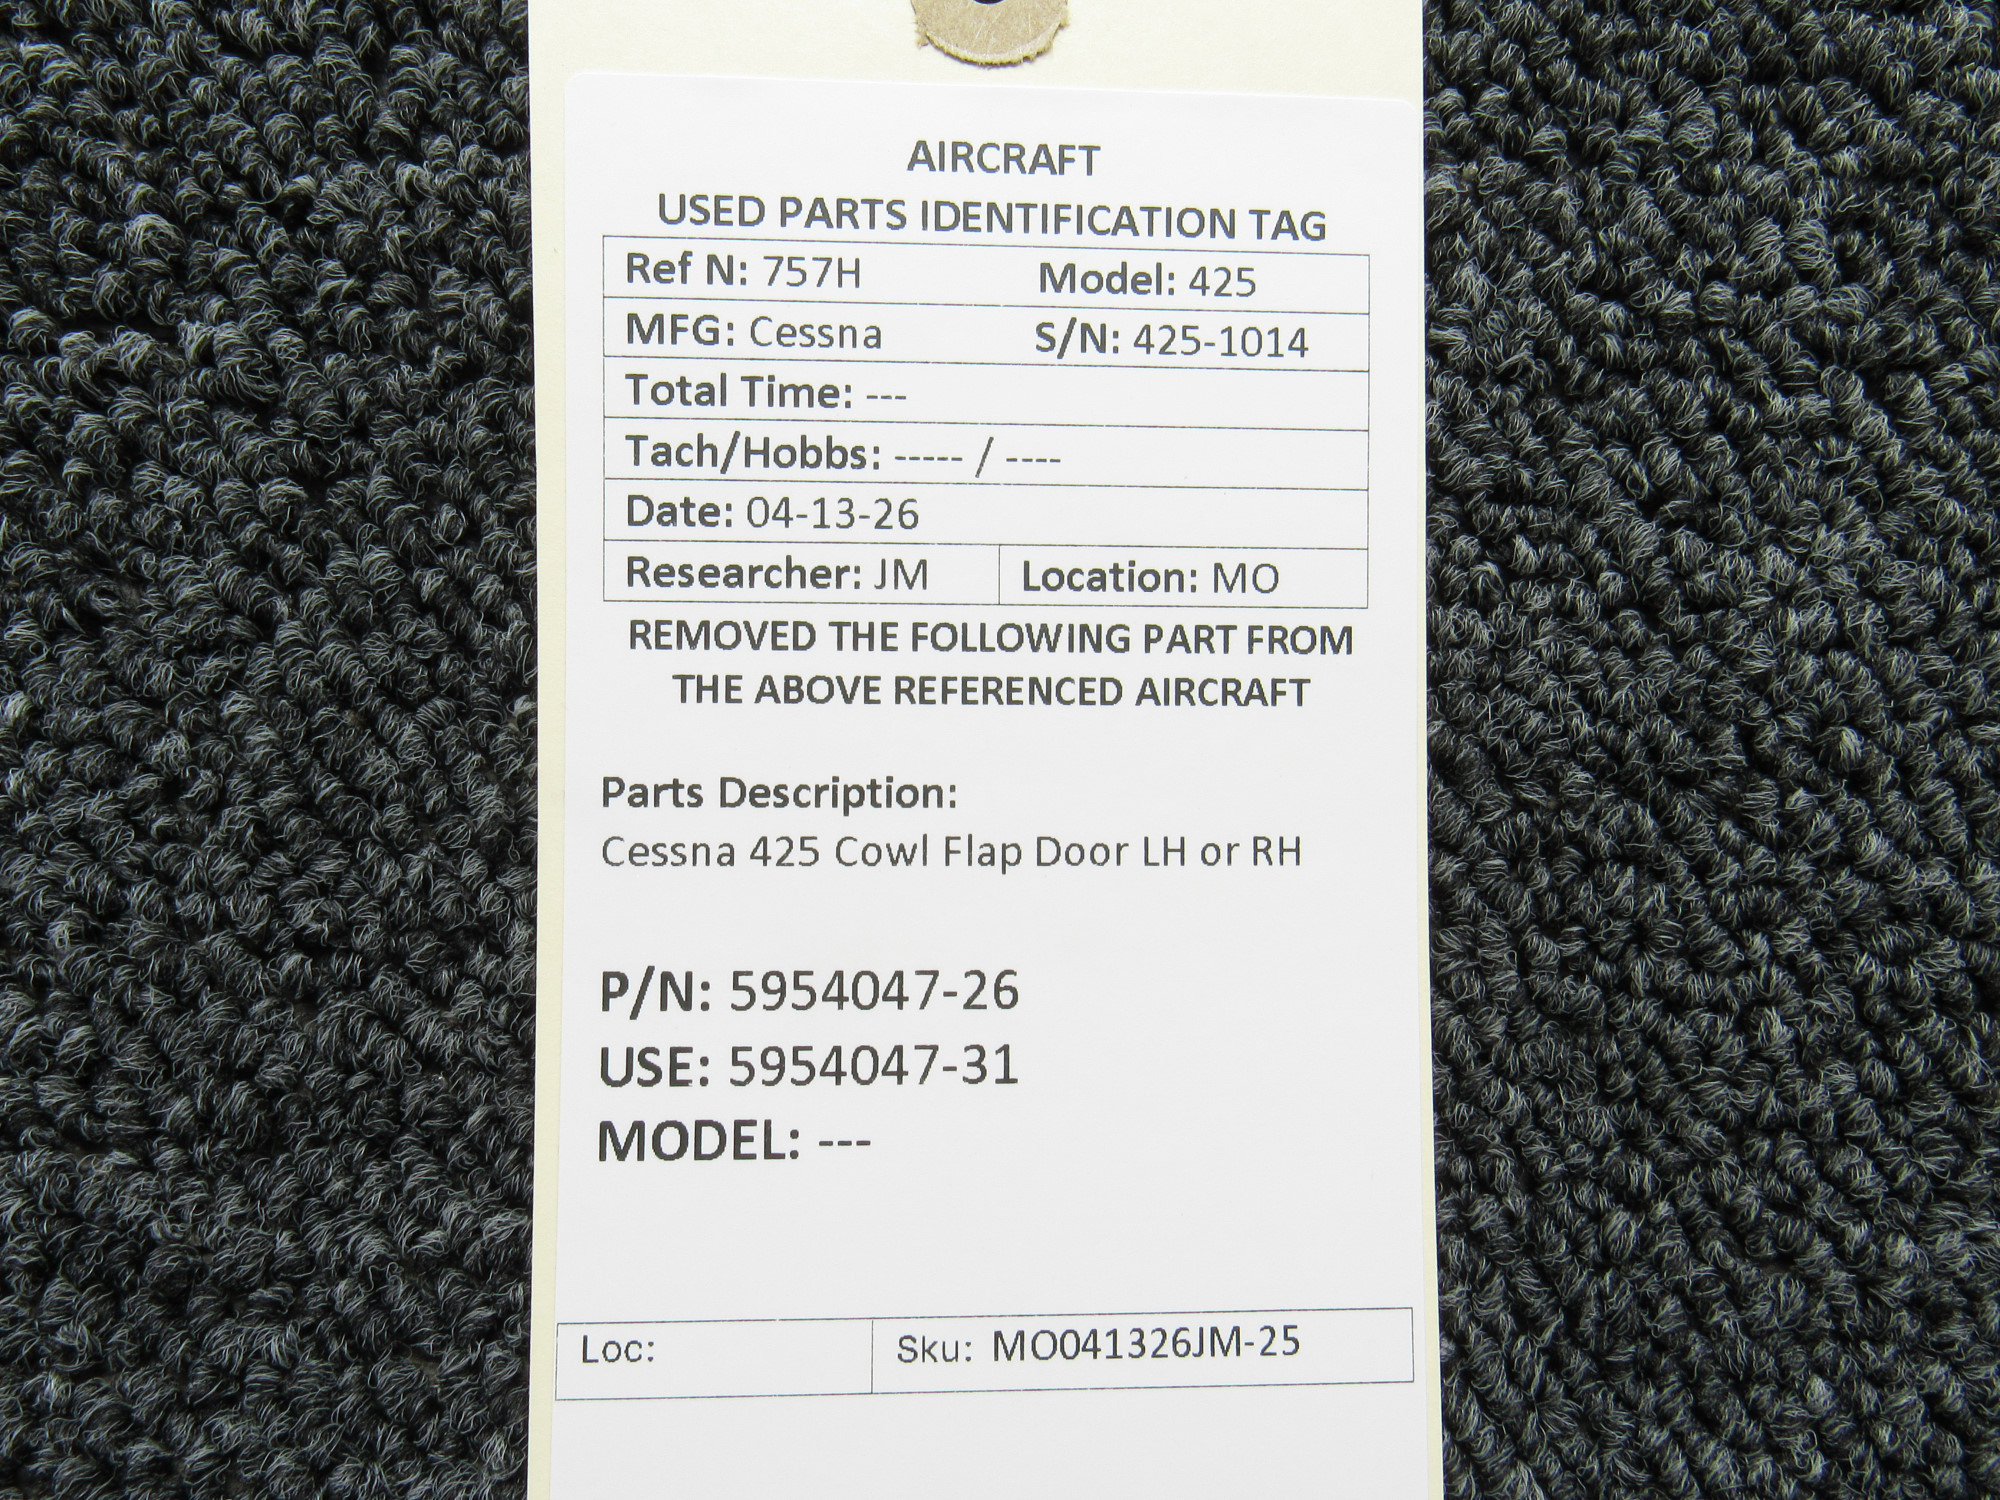 AIRCRAFT
USED PARTS IDENTIFICATION TAG
Ref N: 757H Model: 425
MFG: Cessna S/N: 425-1014
Total Time: ---
Tach/Hobbs: ----- / ----
Date: 04-13-26
Researcher: JM Location: MO
REMOVED THE FOLLOWING PART FROM
THE ABOVE REFERENCED AIRCRAFT
Parts Description:
Cessna 425 Cowl Flap Door LH or RH
P/N: 5954047-26
USE: 5954047-31
MODEL: ---
Loc: Sku: MO041326JM-25